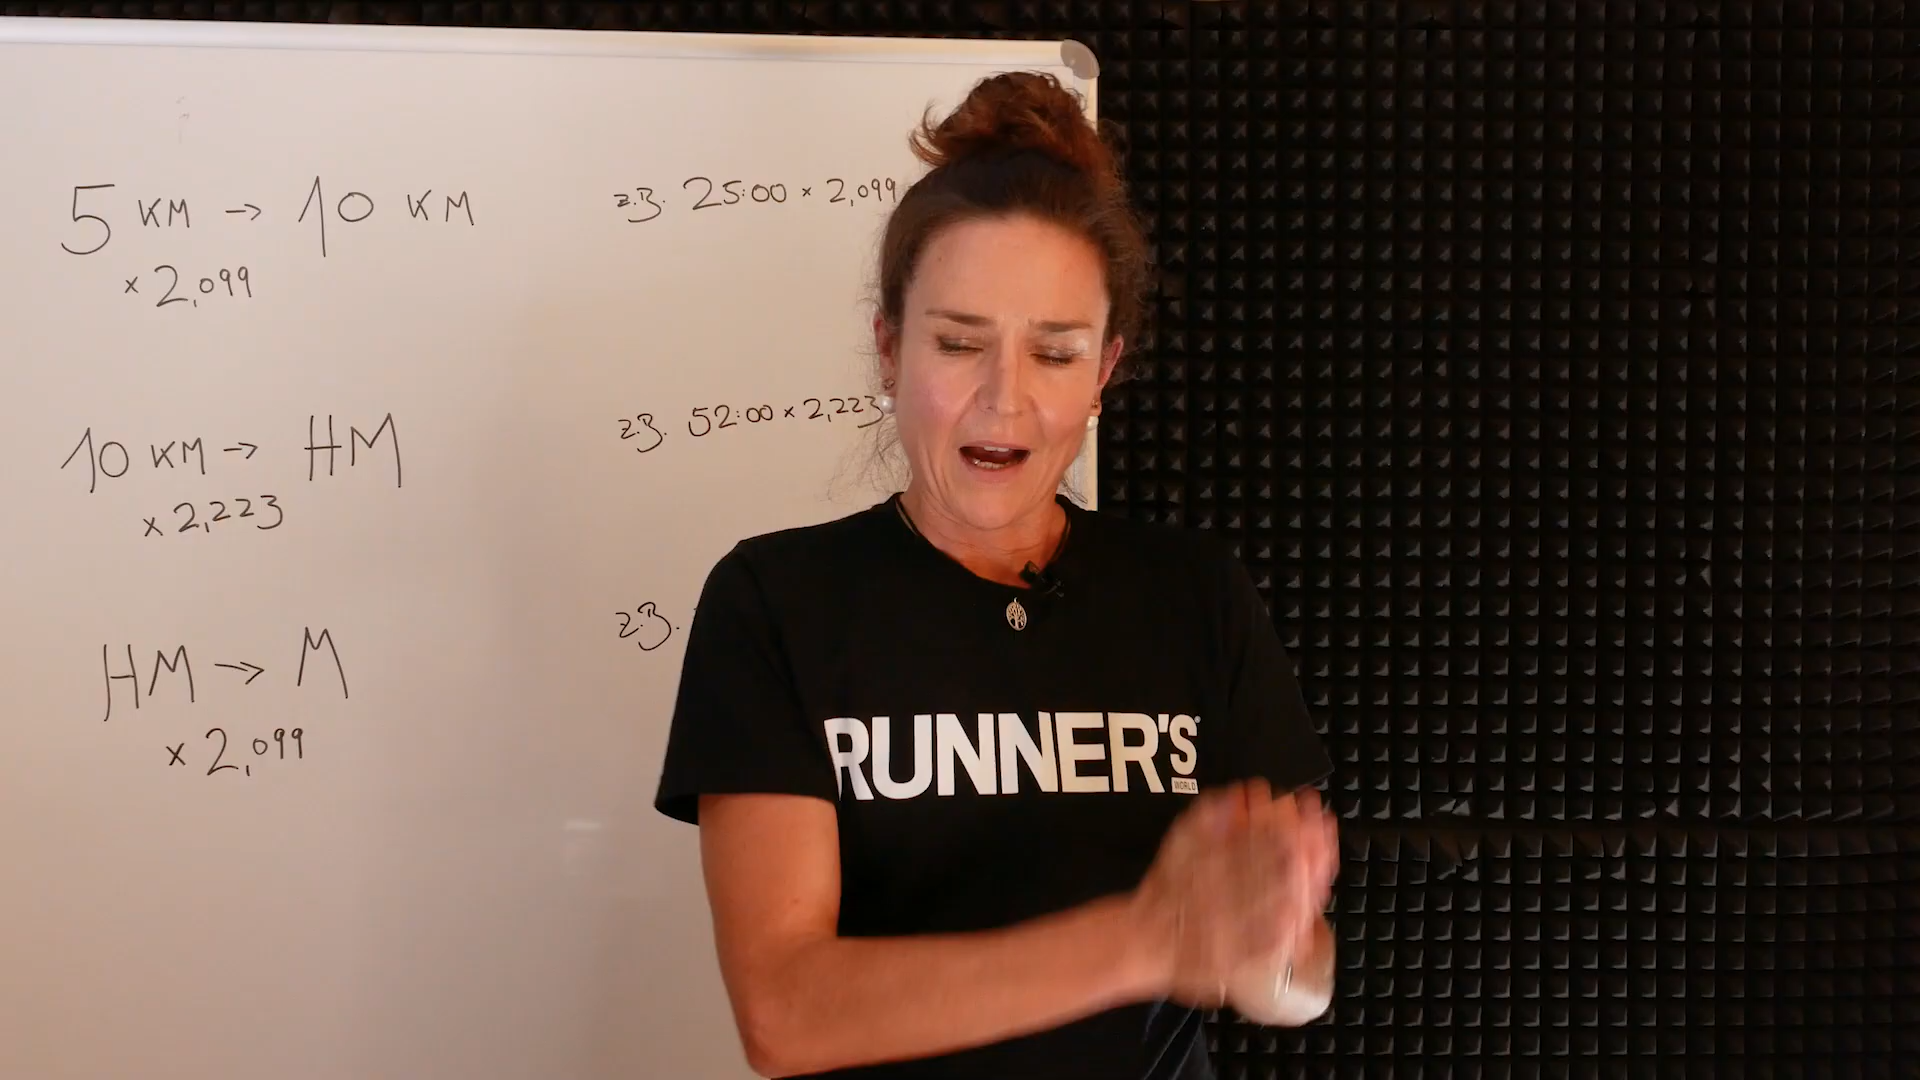 5 KM → 10 KM
× 2,099
z.B. 25:00 × 2,099
10 KM → HM
× 2,223
z.B. 52:00 × 2,223
HM → M
× 2,099
z.B.
RUNNER'S
WORLD